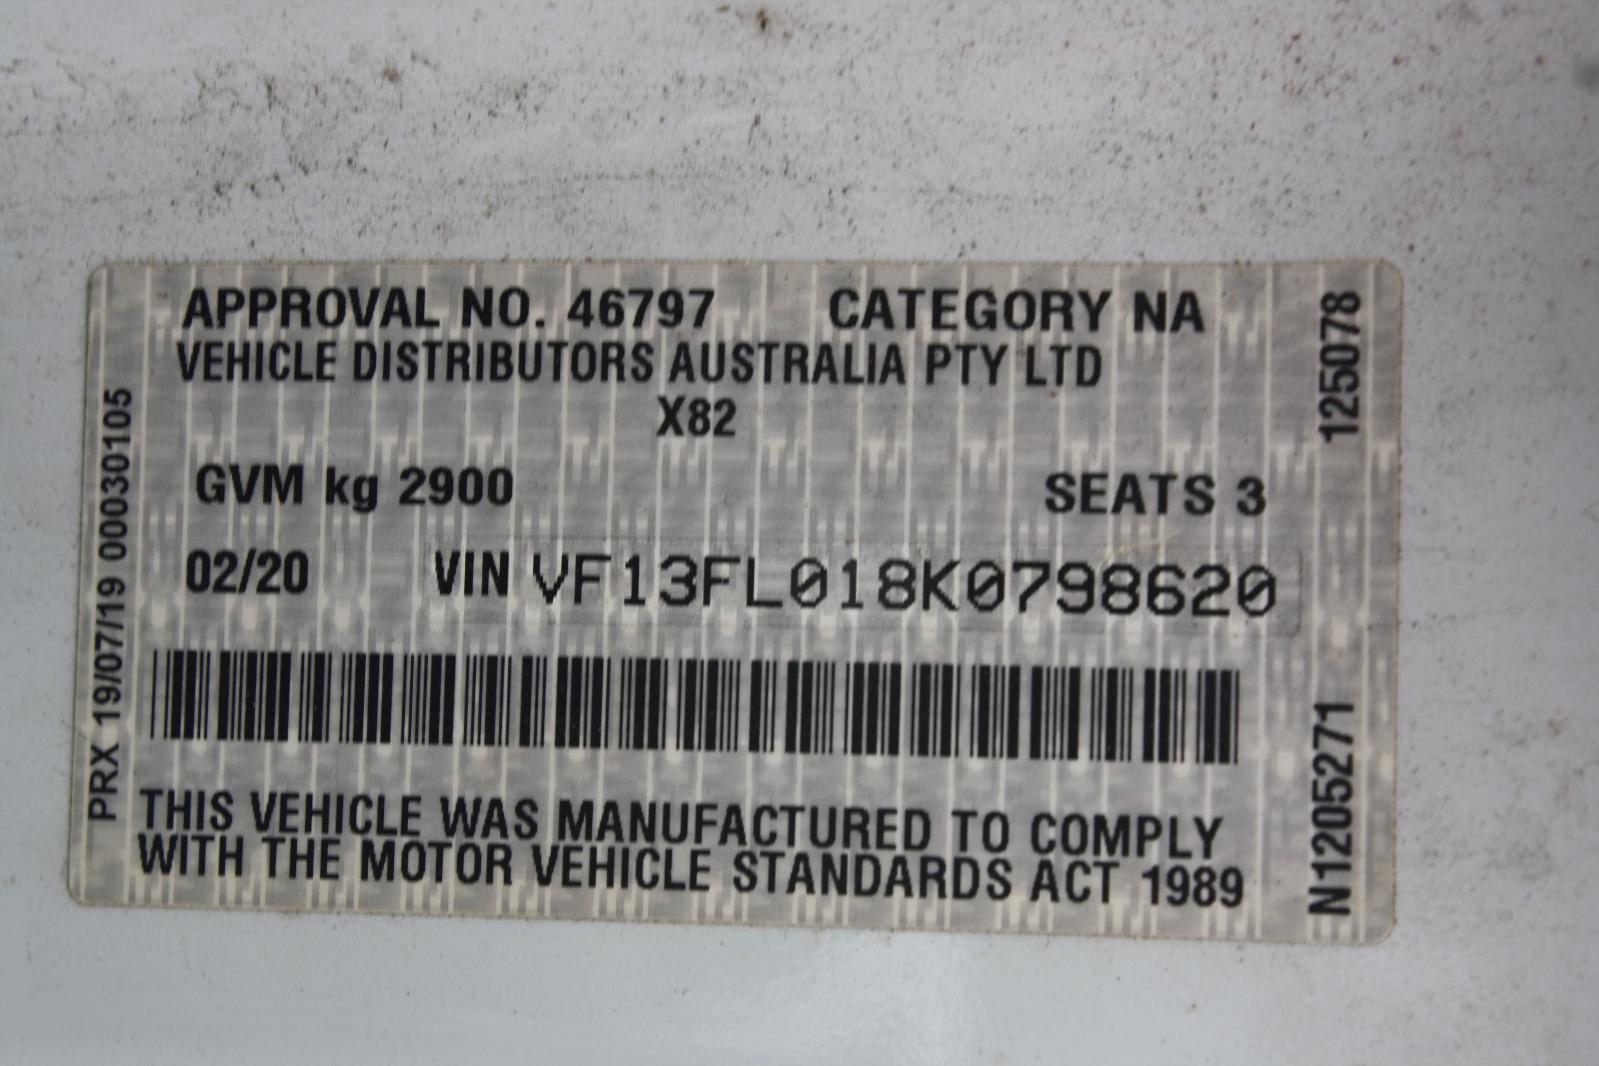 APPROVAL NO. 46797 CATEGORY NA
VEHICLE DISTRIBUTORS AUSTRALIA PTY LTD
X82
GVM kg 2900 SEATS 3
02/20 VIN VF13FL018K0798620
THIS VEHICLE WAS MANUFACTURED TO COMPLY
WITH THE MOTOR VEHICLE STANDARDS ACT 1989
PRX 19/07/19 00030105
N1205271 1250078